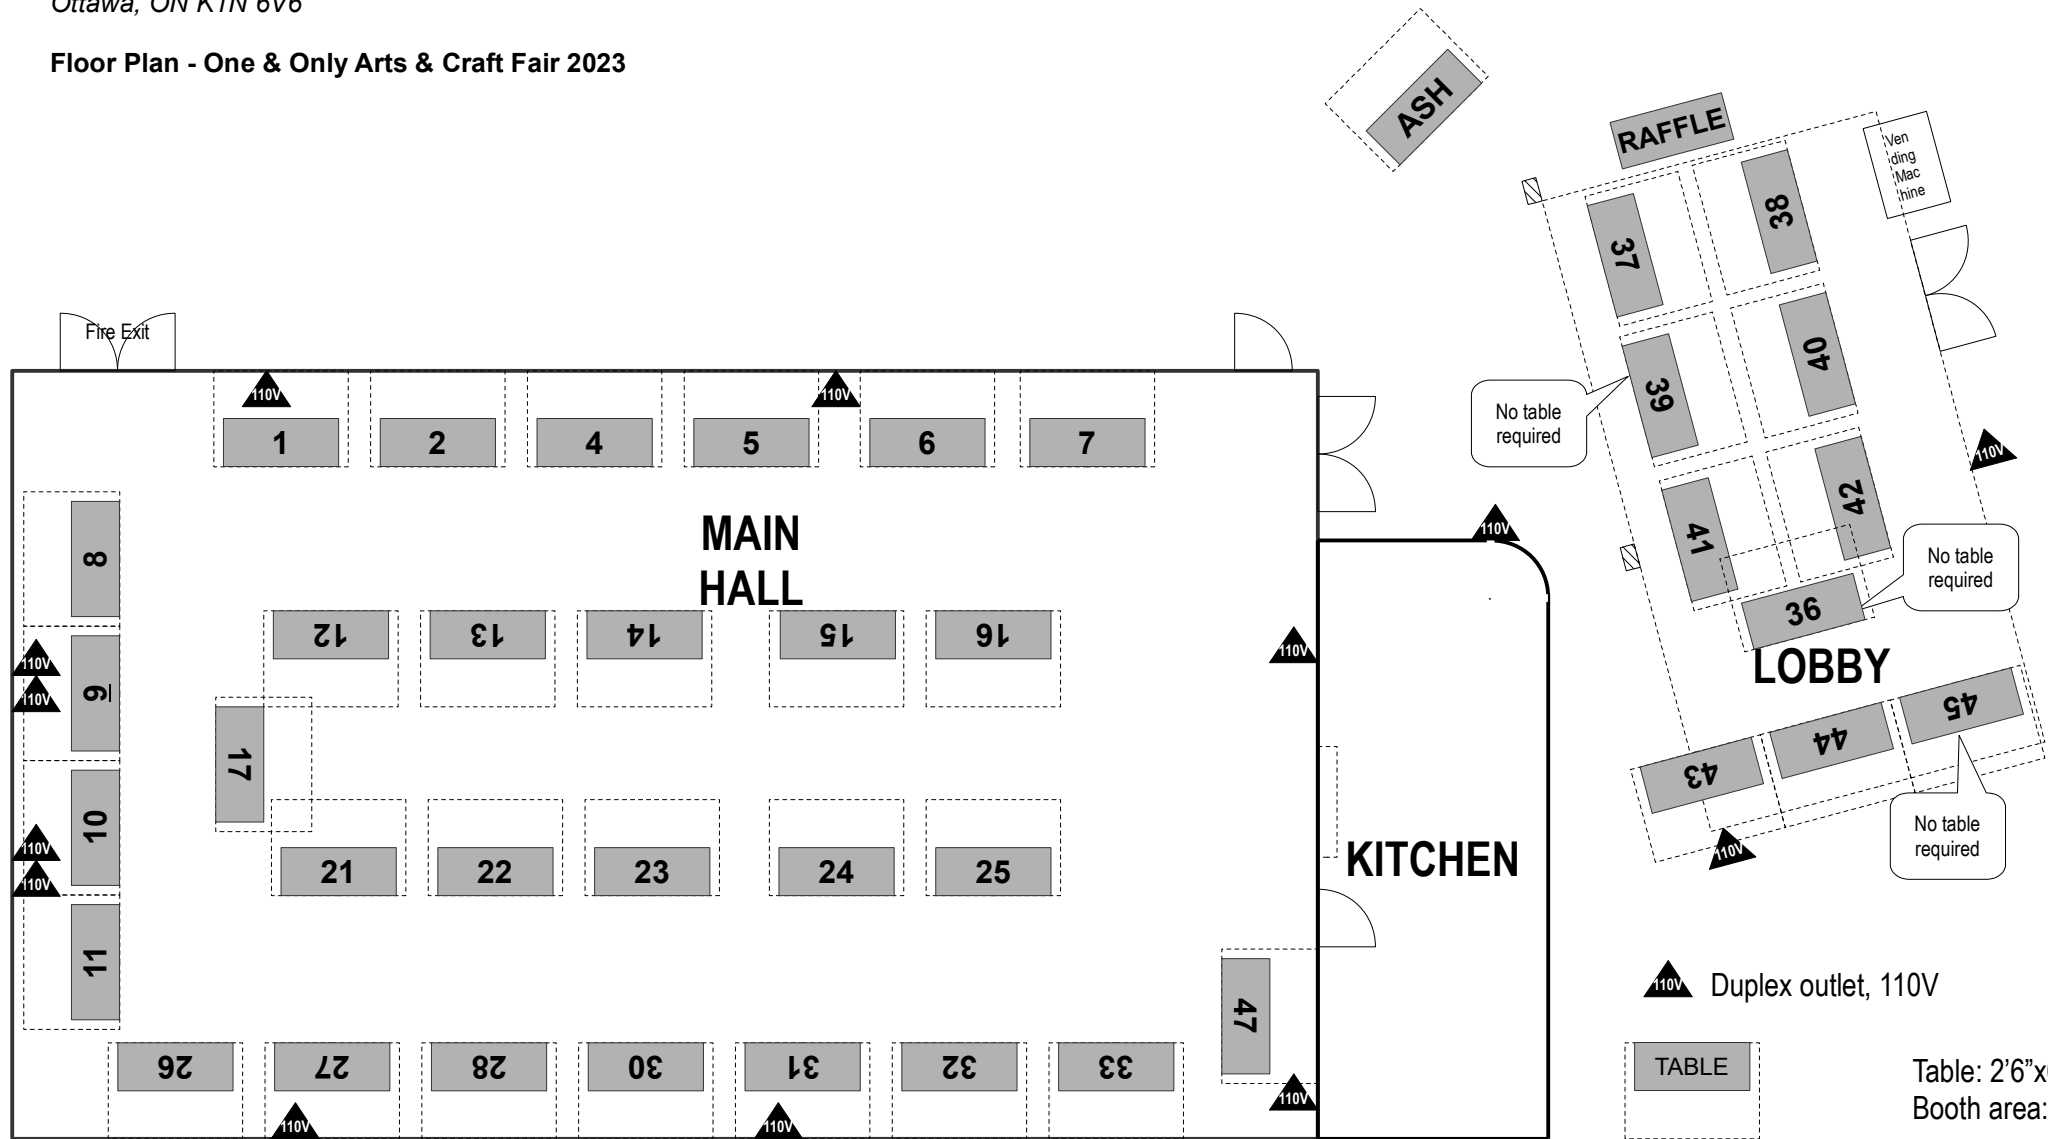 Ottawa, ON K1N 6V6
Floor Plan - One & Only Arts & Craft Fair 2023
ASH
RAFFLE
Ven
ding
Mac
hine
38
37
Fire Exit
40
39
No table
required
110V
110V
1
2
4
5
6
7
110V
42
41
110V
MAIN
HALL
8
No table
required
36
12
13
14
15
16
110V
110V
9
110V
LOBBY
17
45
44
43
10
110V
110V
21
22
23
24
25
KITCHEN
No table
required
110V
11
47
110V Duplex outlet, 110V
26
27
28
30
31
32
33
TABLE
Table: 2'6"x
Booth area:
110V
110V
110V